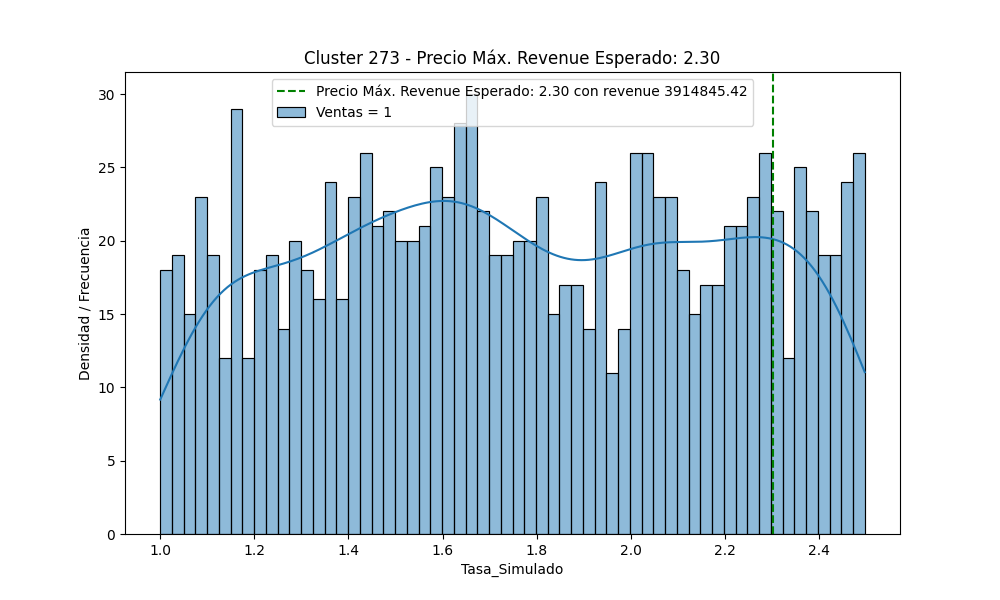 Cluster 273 - Precio Máx. Revenue Esperado: 2.30
Precio Máx. Revenue Esperado: 2.30 con revenue 3914845.42
Ventas = 1
Densidad / Frecuencia
30
25
20
15
10
5
0
1.0 1.2 1.4 1.6 1.8 2.0 2.2 2.4
Tasa_Simulado